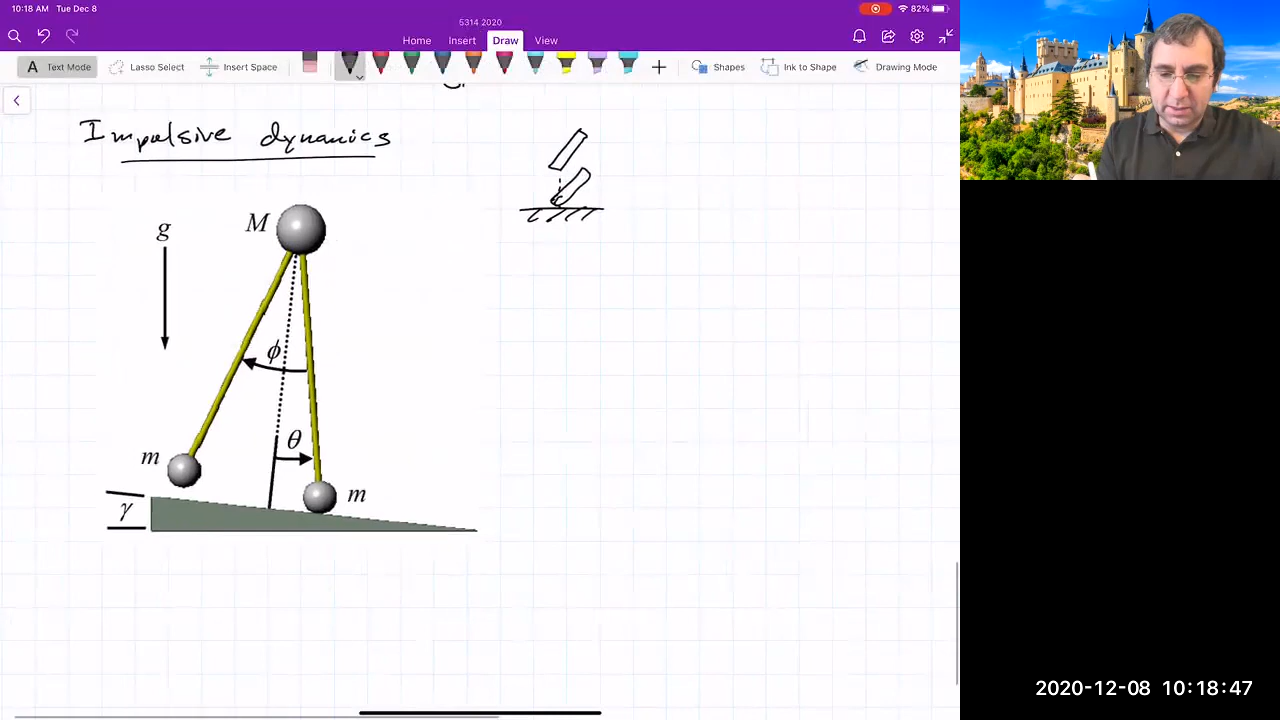 10:18 AM Tue Dec 8
82%
5314 2020
Home Insert Draw View
A Text Mode Lasso Select Insert Space Shapes Ink to Shape Drawing Mode
Impulsive dynamics
M
g
ϕ
θ
m
m
γ
2020-12-08 10:18:47